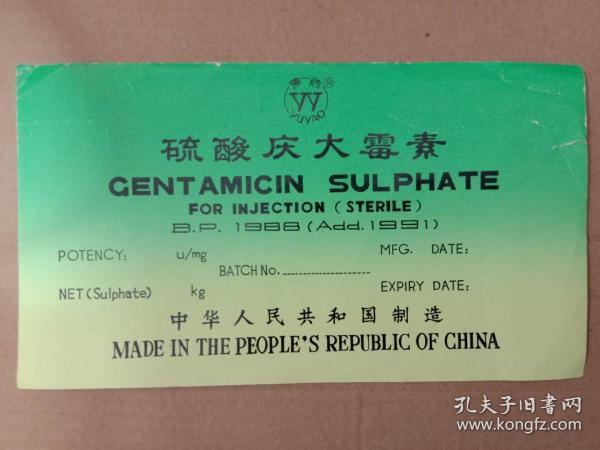 YUYAO
硫酸庆大霉素
GENTAMICIN SULPHATE
FOR INJECTION (STERILE)
B.P. 1988 (Add. 1991)
POTENCY: u/mg MFG. DATE:
BATCH No.
NET (Sulphate) kg EXPIRY DATE:
中华人民共和国制造
MADE IN THE PEOPLE'S REPUBLIC OF CHINA
孔夫子旧书网
www.kongfz.com